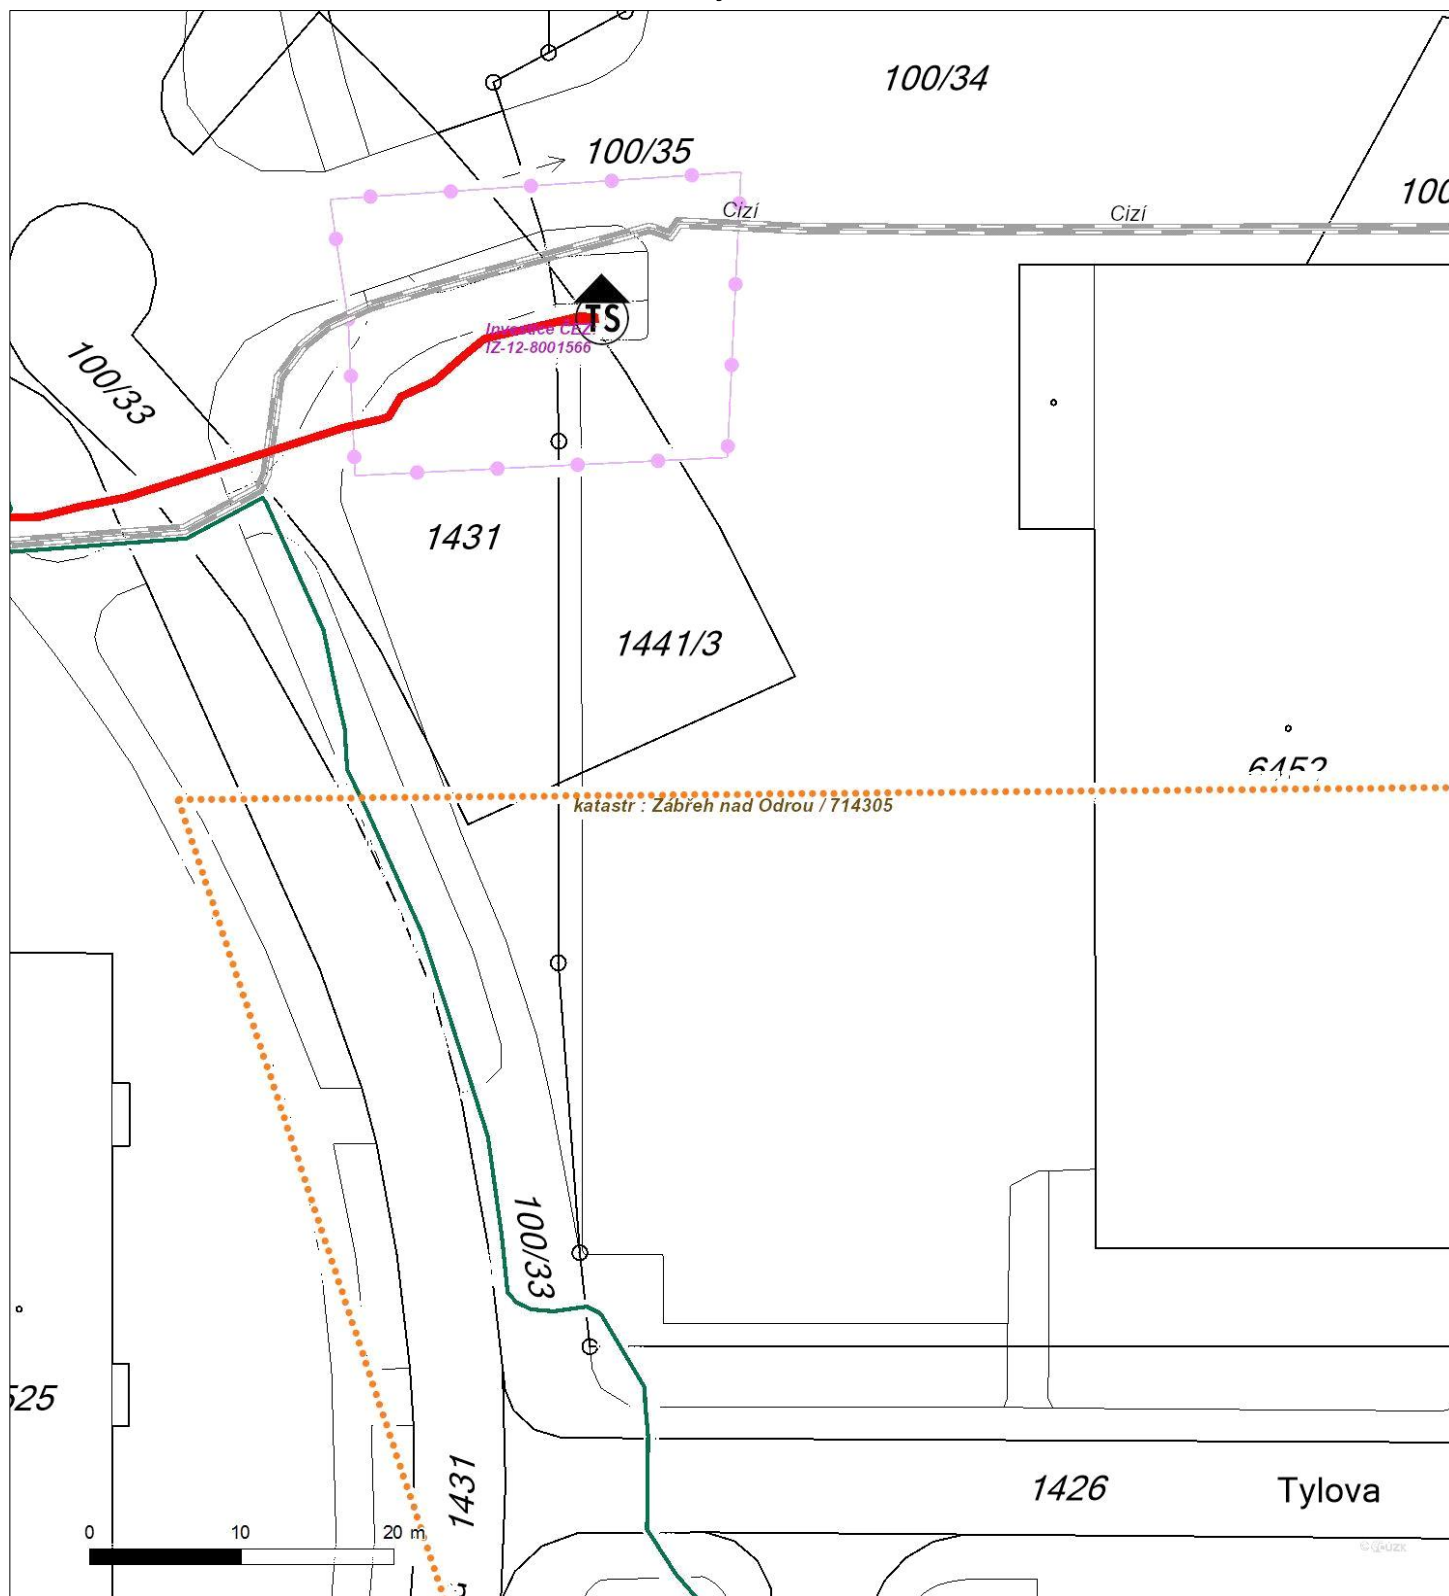 100/34
100/35
Cizí
Cizí
TS
Investice ČEZ
IZ-12-8001566
100/33
1431
1441/3
6452
katastr : Zábřeh nad Odrou / 714305
100/33
1431
1426
Tylova
0 10 20 m